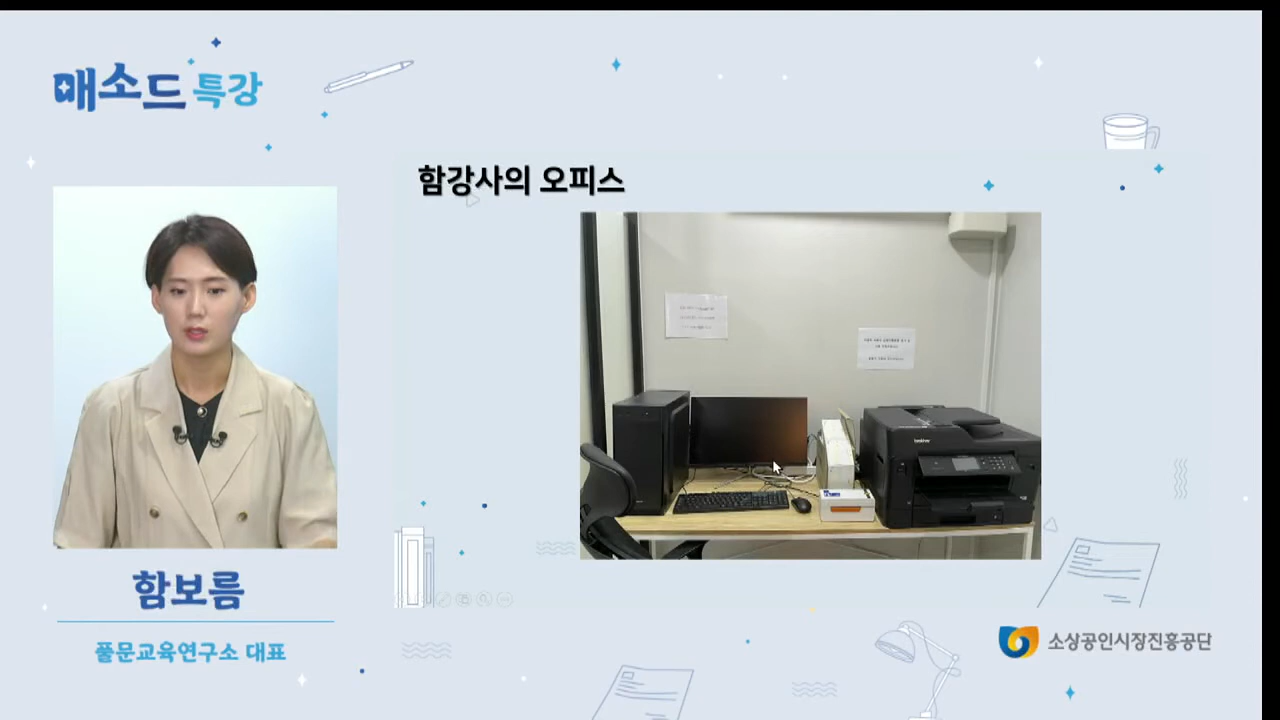 매소드 특강
함강사의 오피스
brother
함보름
풀문교육연구소 대표
소상공인시장진흥공단